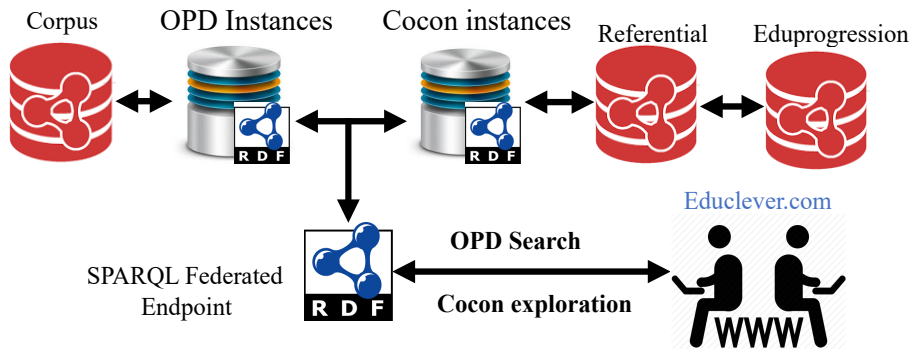 Corpus
OPD Instances
Cocon instances
Referential
Eduprogression
RDF
RDF
Educlever.com
OPD Search
SPARQL Federated
Endpoint
RDF
Cocon exploration
WWW